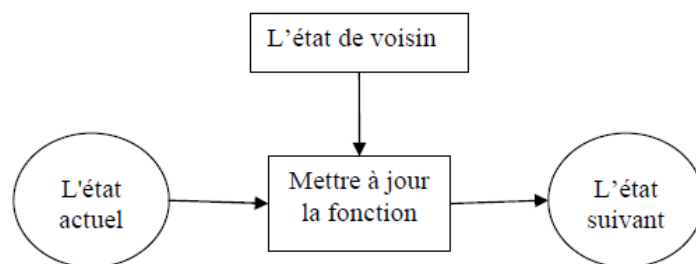 L’état de voisin
L'état
actuel
Mettre à jour
la fonction
L’état
suivant